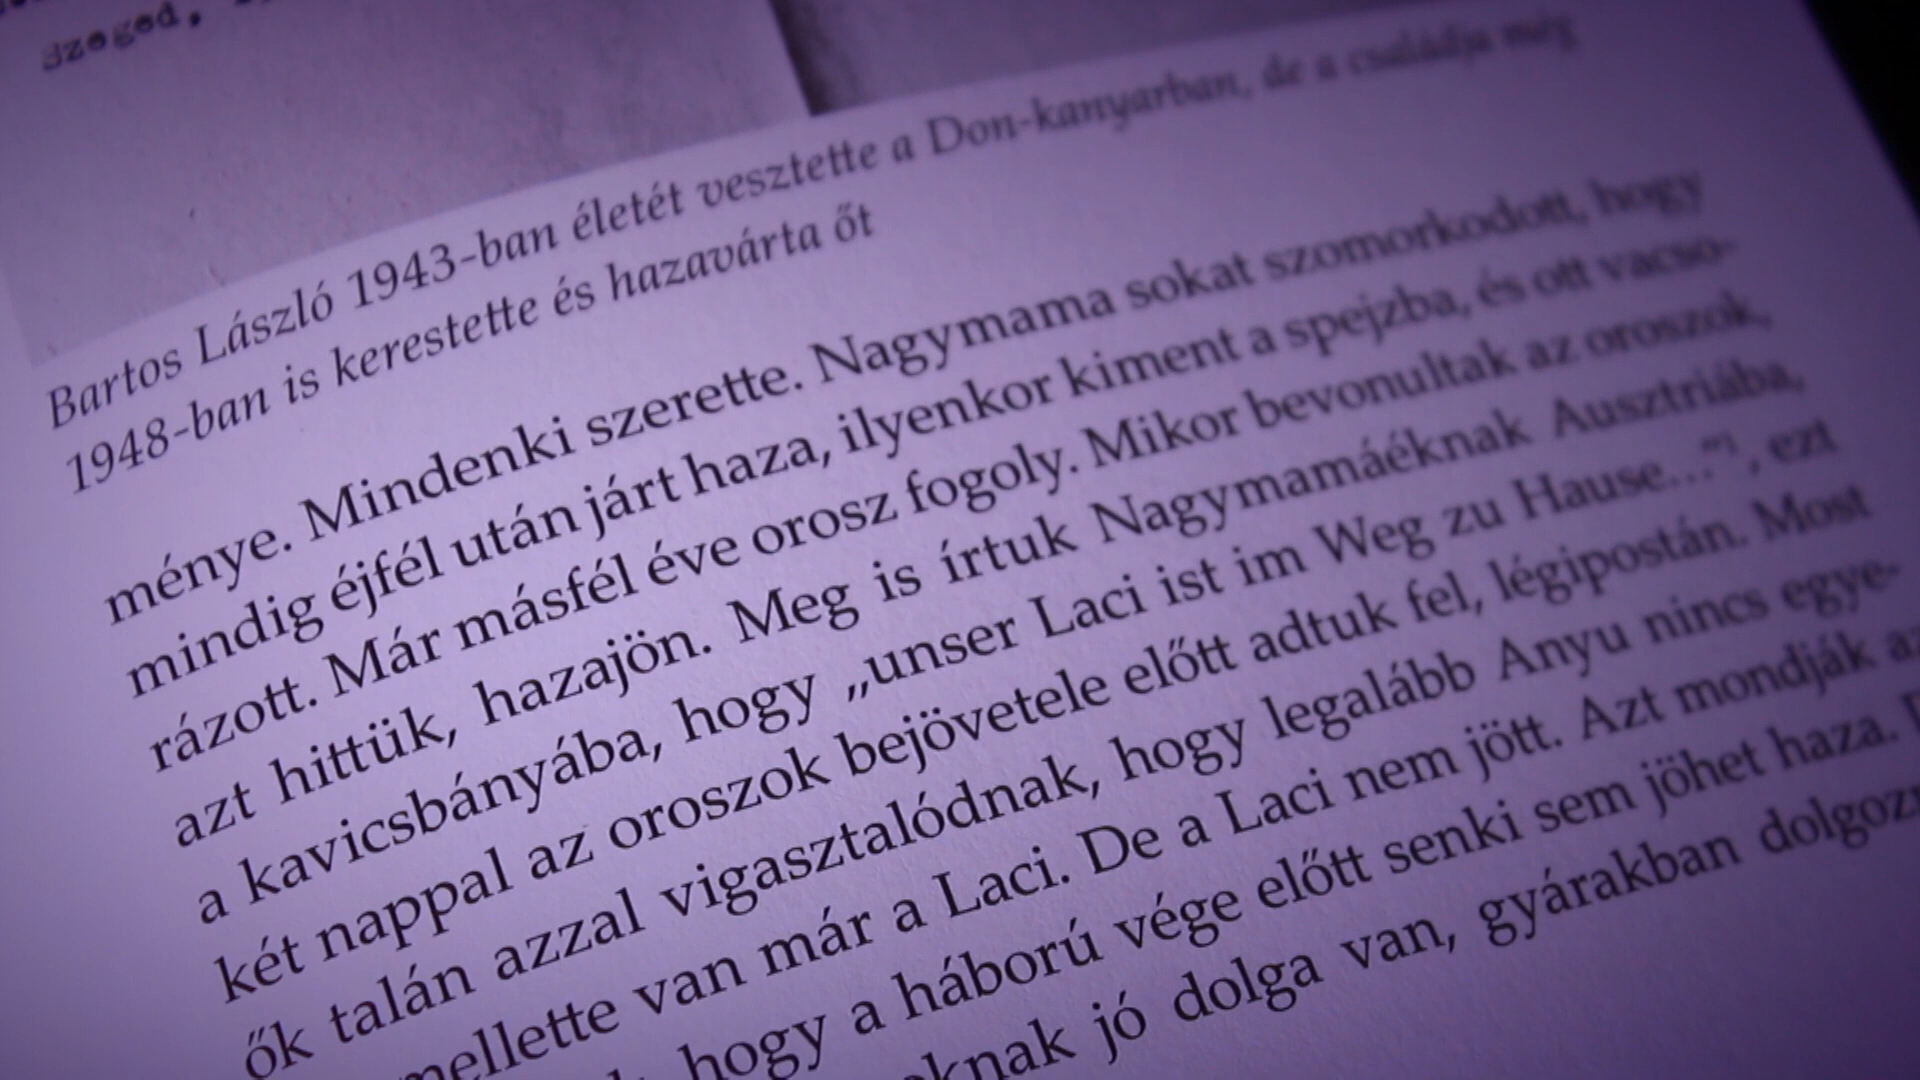 Szeged,
Bartos László 1943-ban életét vesztette a Don-kanyarban, de a családja még
1948-ban is kerestette és hazavárta őt
ménye. Mindenki szerette. Nagymama sokat szomorkodott, hogy
mindig éjfél után járt haza, ilyenkor kiment a spejzba, és ott vacso-
rázott. Már másfél éve orosz fogoly. Mikor bevonultak az oroszok,
azt hittük, hazajön. Meg is írtuk Nagymamáéknak Ausztriába,
a kavicsbányába, hogy „unser Laci ist im Weg zu Hause...”¹, ezt
két nappal az oroszok bejövetele előtt adtuk fel, légipostán. Most
ők talán azzal vigasztalódnak, hogy legalább Anyu nincs egye-
mellette van már a Laci. De a Laci nem jött. Azt mondják az
hogy a háború vége előtt senki sem jöhet haza.
oknak jó dolga van, gyárakban dolgozn